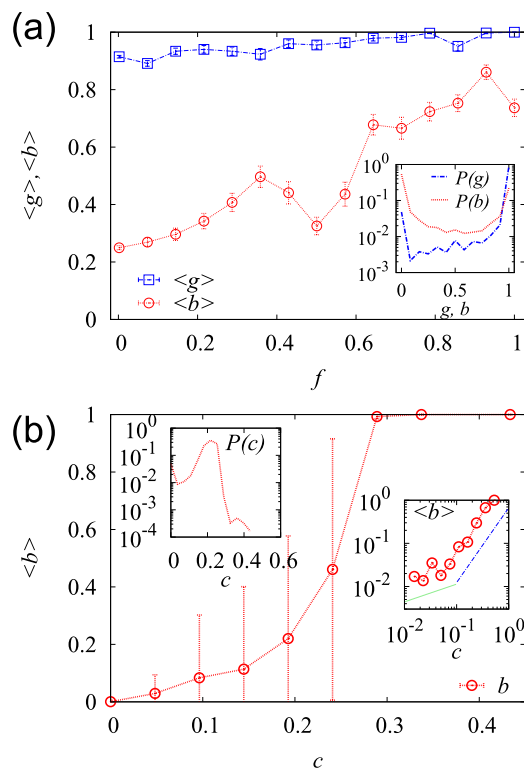 (a)
1
0.8
0.6
0.4
0.2
0
<g>, <b>
<g>
<b>
10^0
10^-1
10^-2
10^-3
P(g)
P(b)
0 0.5 1
g, b
0 0.2 0.4 0.6 0.8 1
f
(b)
1
0.8
0.6
0.4
0.2
0
<b>
10^0
10^-1
10^-2
10^-3
10^-4
P(c)
0 0.2 0.4 0.6
c
10^0
10^-1
10^-2
<b>
10^-2 10^-1 10^0
c
b
0 0.1 0.2 0.3 0.4
c